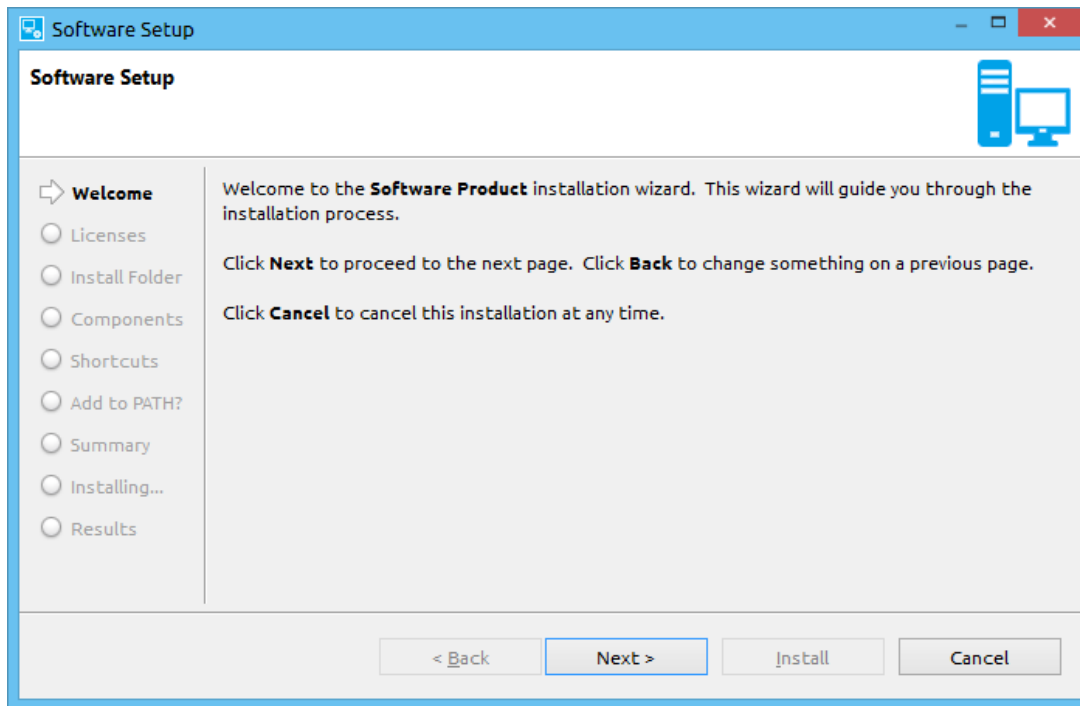 Software Setup
Software Setup
Welcome
Licenses
Install Folder
Components
Shortcuts
Add to PATH?
Summary
Installing...
Results
Welcome to the Software Product installation wizard. This wizard will guide you through the
installation process.
Click Next to proceed to the next page. Click Back to change something on a previous page.
Click Cancel to cancel this installation at any time.
< Back
Next >
Install
Cancel